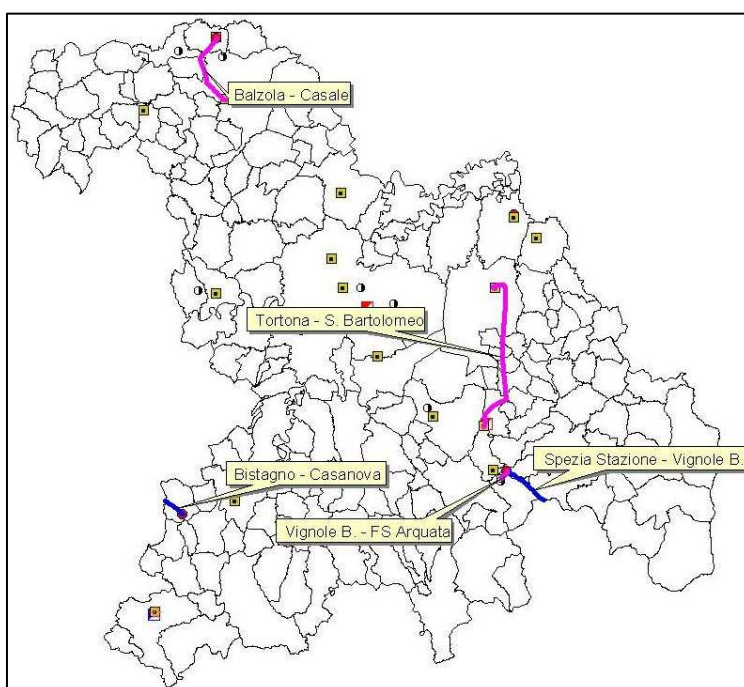 Balzola - Casale
Tortona - S. Bartolomeo
Bistagno - Casanova
Spezia Stazione - Vignole B.
Vignole B. - FS Arquata